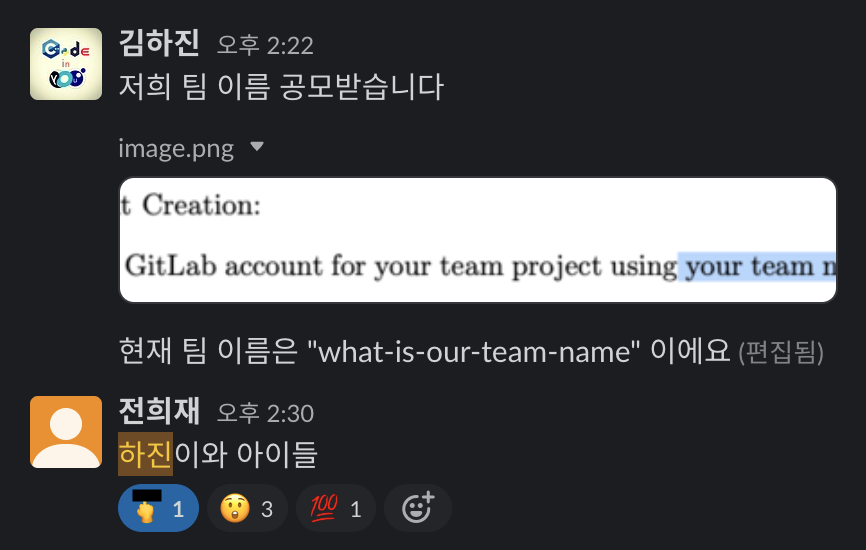 Code
in
You
김하진 오후 2:22
저희 팀 이름 공모받습니다
image.png
t Creation:
GitLab account for your team project using your team n
현재 팀 이름은 "what-is-our-team-name" 이에요 (편집됨)
전희재 오후 2:30
하진이와 아이들
1 3 100 1